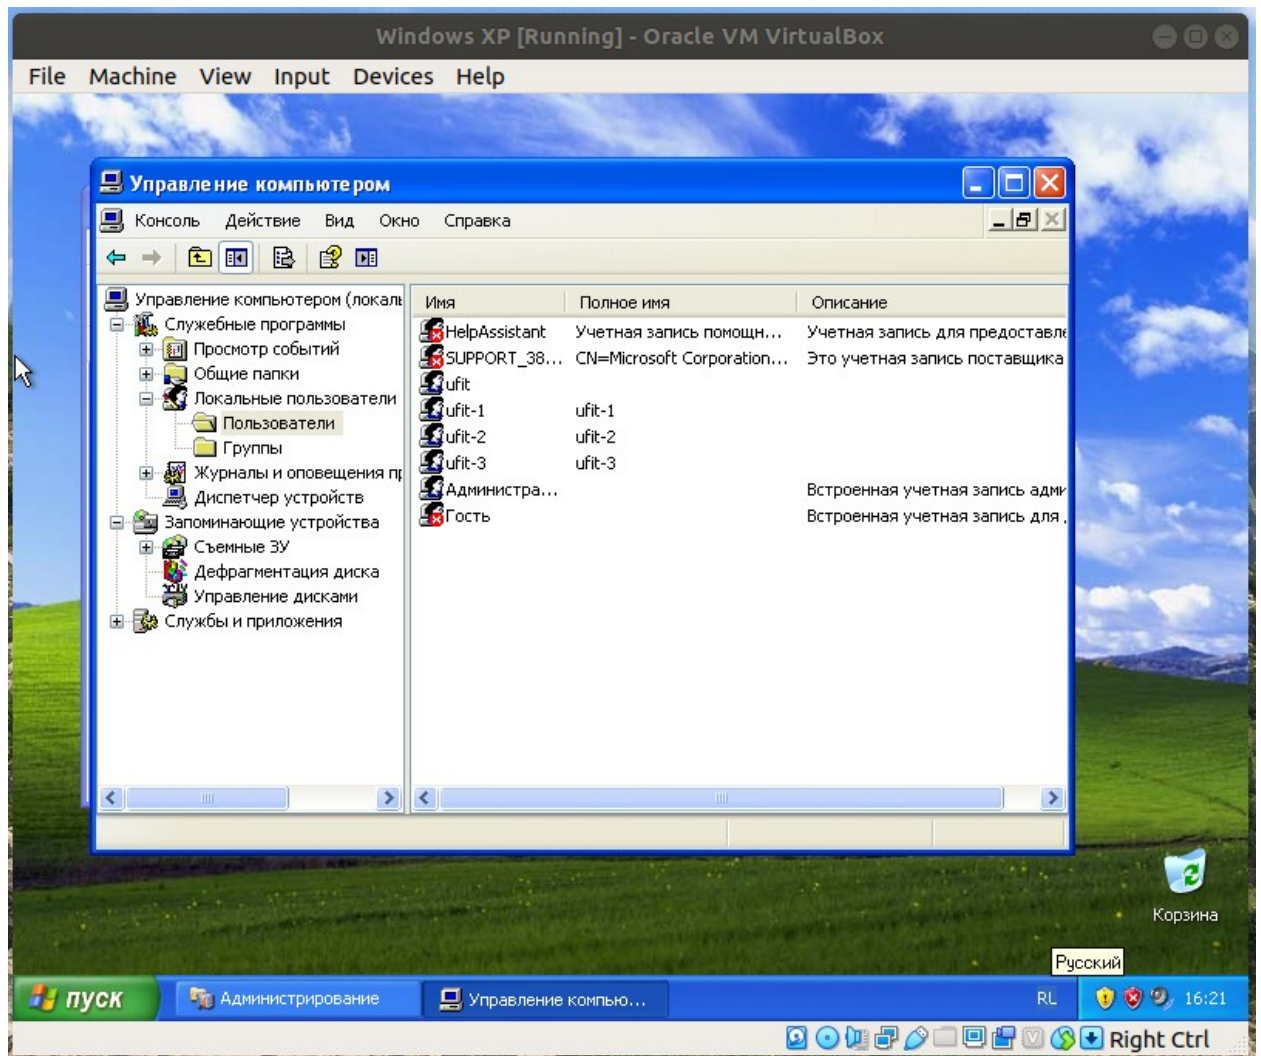 Windows XP [Running] - Oracle VM VirtualBox
File Machine View Input Devices Help
Управление компьютером
Консоль Действие Вид Окно Справка
Управление компьютером (локаль
Служебные программы
Просмотр событий
Общие папки
Локальные пользователи
Пользователи
Группы
Журналы и оповещения пр
Диспетчер устройств
Запоминающие устройства
Съемные ЗУ
Дефрагментация диска
Управление дисками
Службы и приложения
Имя Полное имя Описание
HelpAssistant Учетная запись помощн... Учетная запись для предоставле
SUPPORT_38... CN=Microsoft Corporation... Это учетная запись поставщика
ufit
ufit-1 ufit-1
ufit-2 ufit-2
ufit-3 ufit-3
Администра... Встроенная учетная запись адми
Гость Встроенная учетная запись для
Корзина
Русский
пуск Администрирование Управление компью... RL 16:21
Right Ctrl